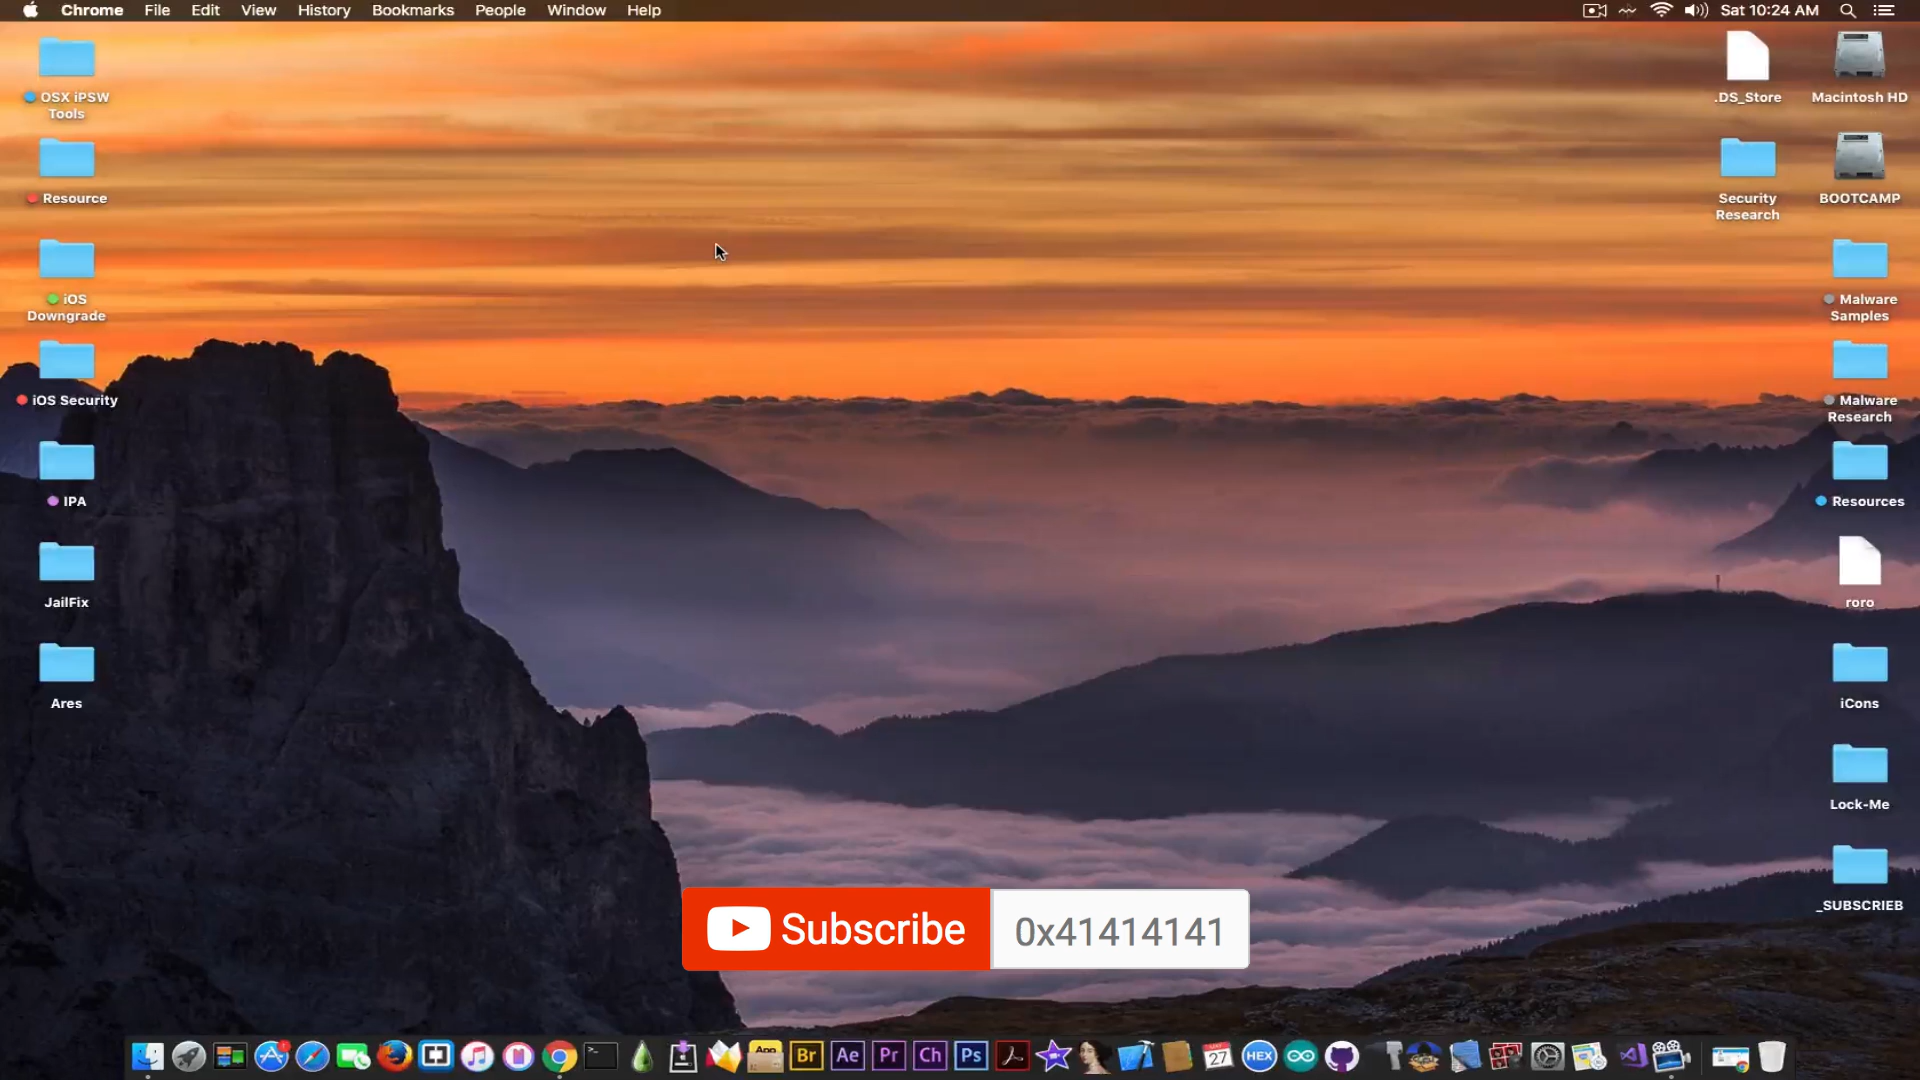 Chrome File Edit View History Bookmarks People Window Help
Sat 10:24 AM
OSX iPSW
Tools
Resource
iOS
Downgrade
iOS Security
IPA
JailFix
Ares
.DS_Store
Security
Research
Macintosh HD
BOOTCAMP
Malware
Samples
Malware
Research
Resources
roro
iCons
Lock-Me
_SUBSCRIEB
Subscribe
0x41414141
App
Br
Ae
Pr
Ch
Ps
27
HEX